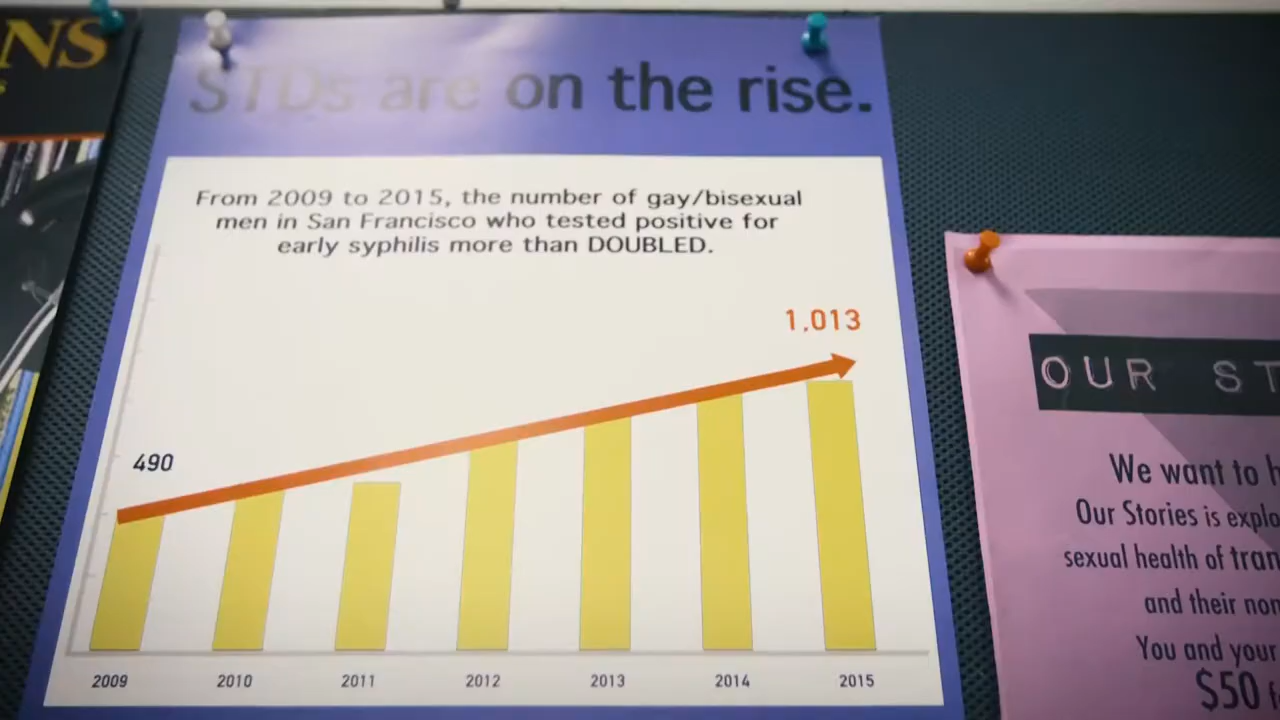 NS
STDs are on the rise.
From 2009 to 2015, the number of gay/bisexual
men in San Francisco who tested positive for
early syphilis more than DOUBLED.
1,013
490
2009 2010 2011 2012 2013 2014 2015
OUR ST
We want to h
Our Stories is explo
sexual health of tran
and their non
You and your
$50 f